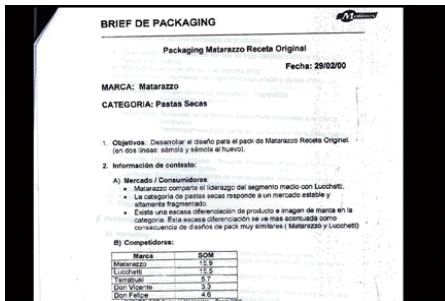 BRIEF DE PACKAGING
Molinos
Packaging Matarazzo Receta Original
Fecha: 29/02/00
MARCA: Matarazzo
CATEGORIA: Pastas Secas
1. Objetivos: Desarrollar el diseño para el pack de Matarazzo Receta Original.
(en dos líneas: sémola y sémola al huevo).
2. Información de contexto:
A) Mercado / Consumidores:
• Matarazzo comparte el liderazgo del segmento medio con Lucchetti.
• La categoría de pastas secas responde a un mercado estable y
altamente fragmentado.
• Existe una escasa diferenciación de producto e imagen de marca en la
categoría. Esta escasa diferenciación se ve mas acentuada como
consecuencia de diseños de pack muy similares ( Matarazzo y Lucchetti)
B) Competidores:
Marca SOM
Matarazzo 15.9
Lucchetti 15.5
Terrabusi 5.7
Don Vicente 3.3
Don Felipe 4.6